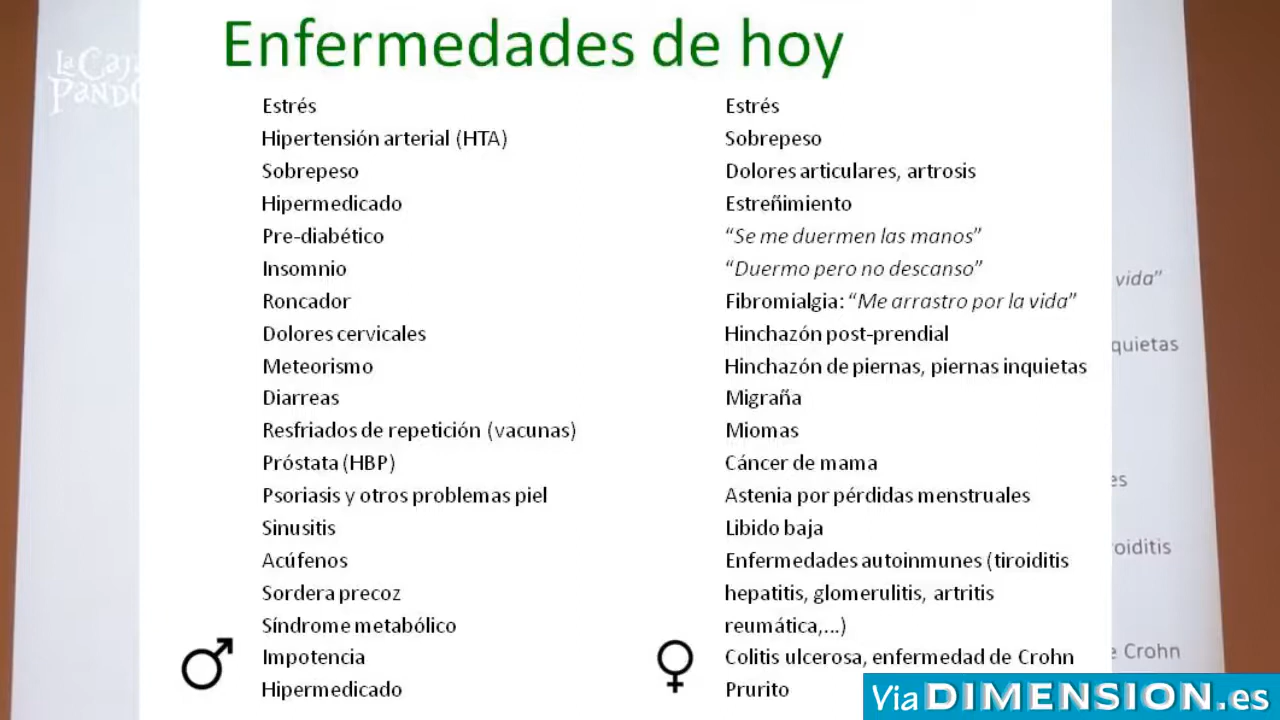 Enfermedades de hoy
La Caja
Pando
Estrés
Hipertensión arterial (HTA)
Sobrepeso
Hipermedicado
Pre-diabético
Insomnio
Roncador
Dolores cervicales
Meteorismo
Diarreas
Resfriados de repetición (vacunas)
Próstata (HBP)
Psoriasis y otros problemas piel
Sinusitis
Acúfenos
Sordera precoz
Síndrome metabólico
Impotencia
Hipermedicado
Estrés
Sobrepeso
Dolores articulares, artrosis
Estreñimiento
“Se me duermen las manos”
“Duermo pero no descanso”
Fibromialgia: “Me arrastro por la vida”
Hinchazón post-prendial
Hinchazón de piernas, piernas inquietas
Migraña
Miomas
Cáncer de mama
Astenia por pérdidas menstruales
Libido baja
Enfermedades autoinmunes (tiroiditis
hepatitis, glomerulitis, artritis
reumática,...)
Colitis ulcerosa, enfermedad de Crohn
Prurito
vida”
quietas
es
oiditis
e Crohn
ViaDIMENSION.es